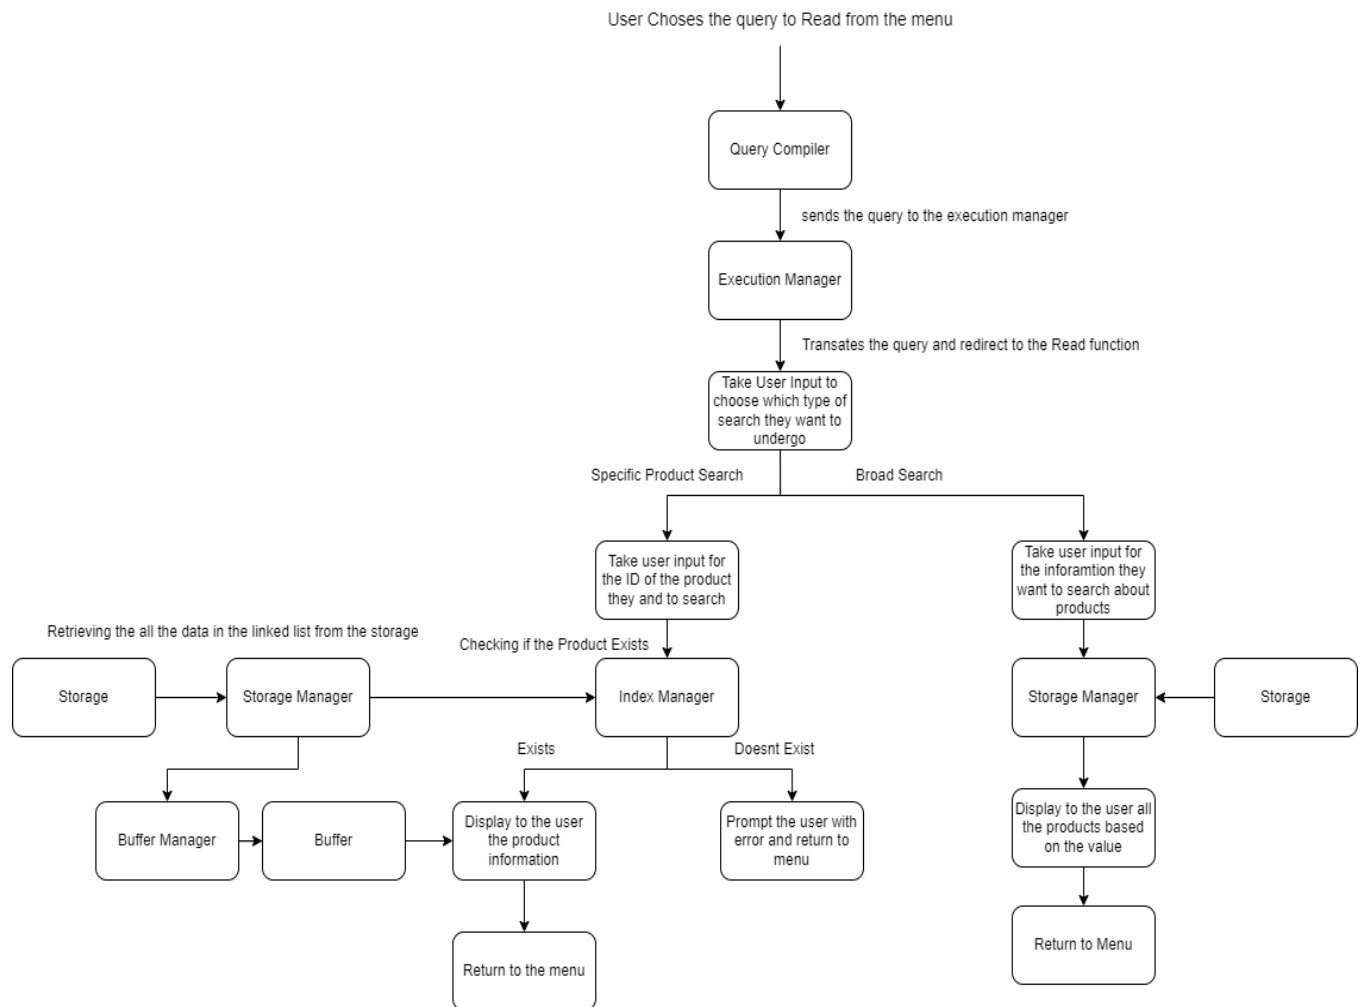 User Choses the query to Read from the menu
Query Compiler
sends the query to the execution manager
Execution Manager
Transates the query and redirect to the Read function
Take User Input to
choose which type of
search they want to
undergo
Specific Product Search
Broad Search
Take user input for
the ID of the product
they and to search
Take user input for
the inforamtion they
want to search about
products
Retrieving the all the data in the linked list from the storage
Checking if the Product Exists
Storage
Storage Manager
Index Manager
Storage Manager
Storage
Exists
Doesnt Exist
Buffer Manager
Buffer
Display to the user
the product
information
Prompt the user with
error and return to
menu
Display to the user all
the products based
on the value
Return to the menu
Return to Menu